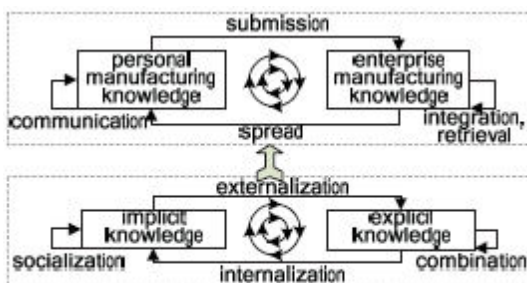 submission
personal
manufacturing
knowledge
enterprise
manufacturing
knowledge
communication
integration,
retrieval
spread
externalization
implicit
knowledge
explicit
knowledge
socialization
combination
internalization